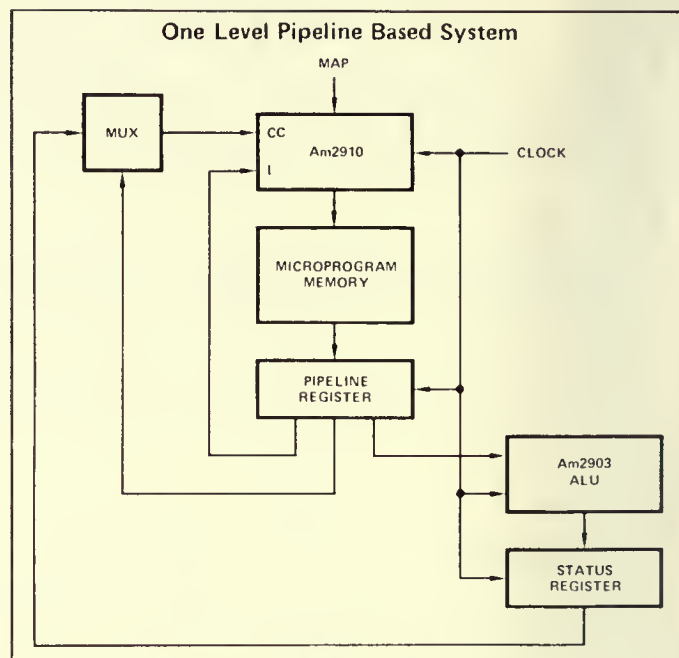 One Level Pipeline Based System
MAP
MUX
CC
Am2910
I
CLOCK
MICROPROGRAM
MEMORY
PIPELINE
REGISTER
Am2903
ALU
STATUS
REGISTER